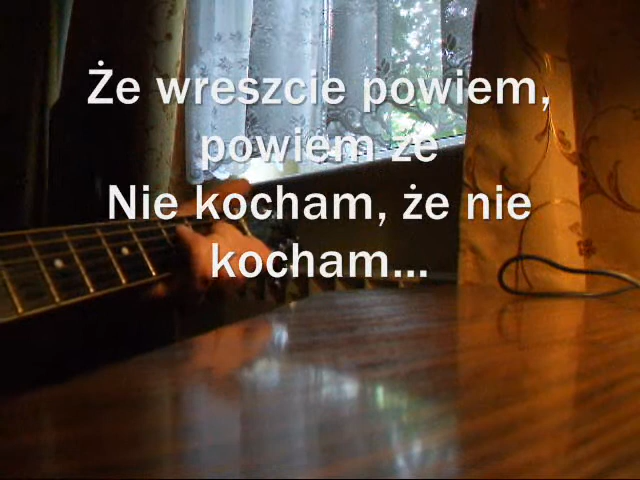 Że wreszcie powiem,
powiem że
Nie kocham, że nie
kocham...